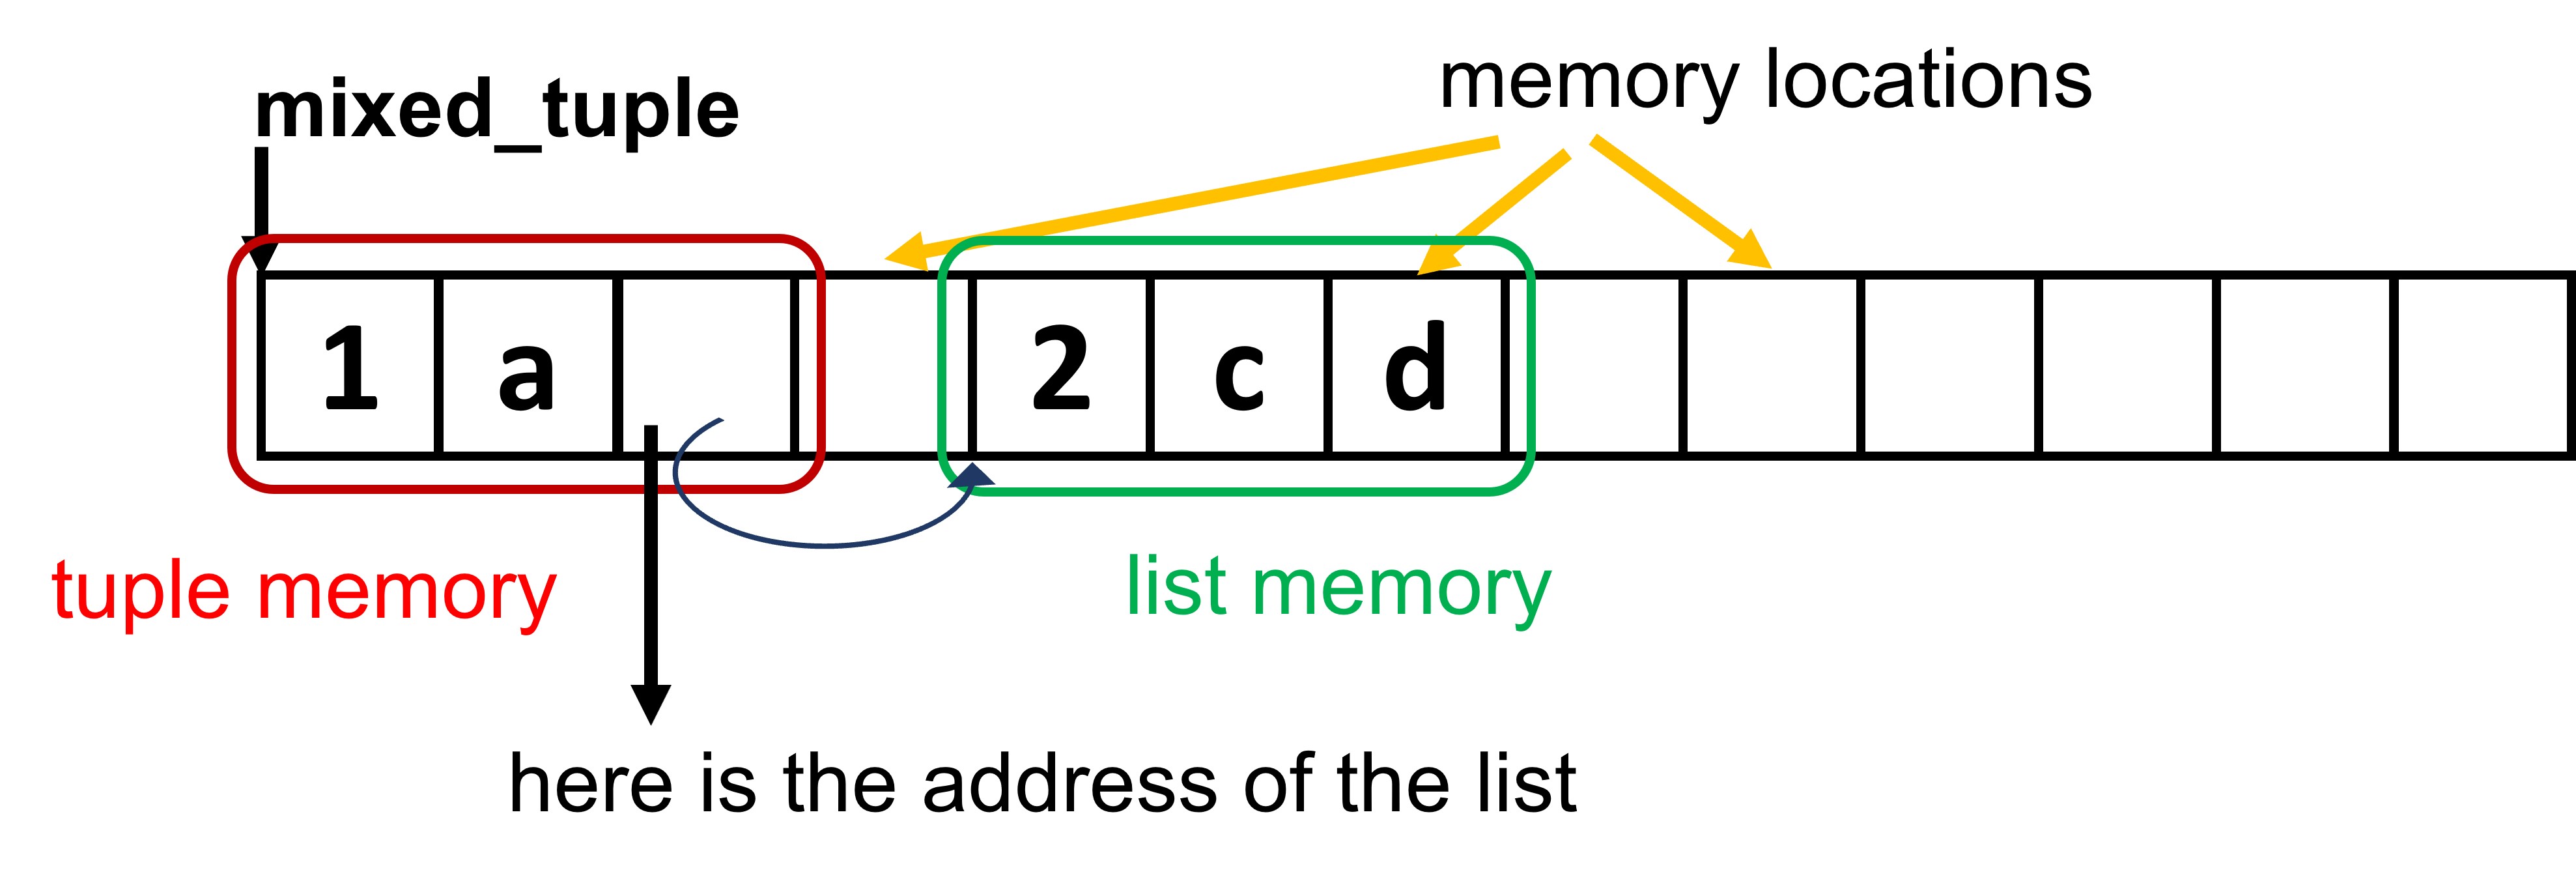 mixed_tuple
memory locations
1 a 2 c d
tuple memory
list memory
here is the address of the list